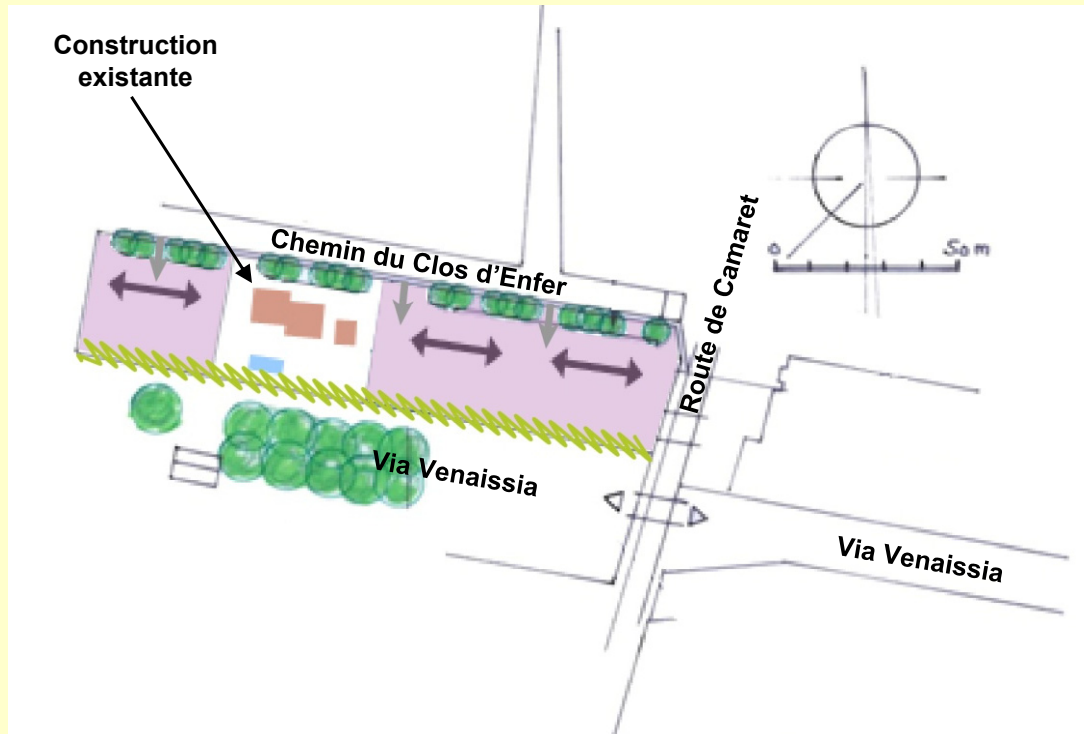 Construction
existante
Chemin du Clos d'Enfer
Route de Camaret
0 50 m
Via Venaissia
Via Venaissia